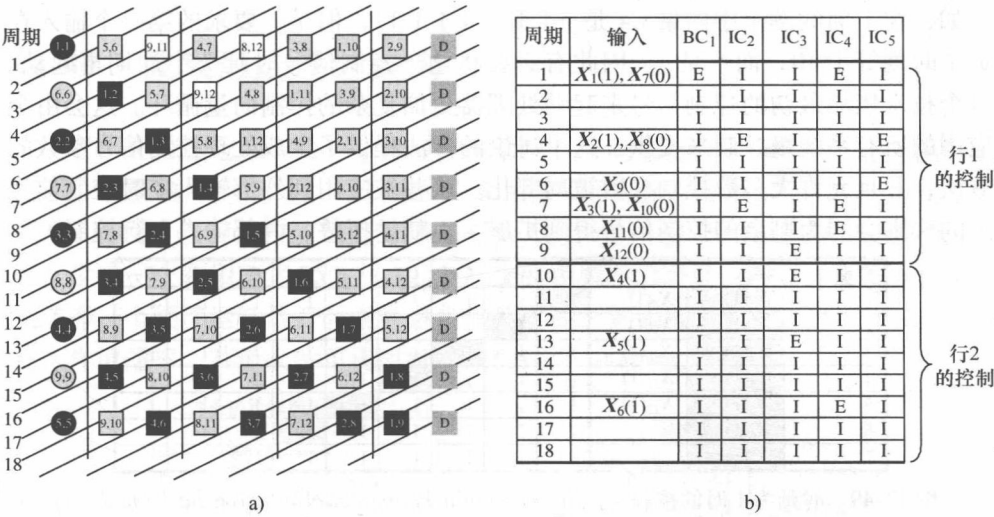 周期
1
2
3
4
5
6
7
8
9
10
11
12
13
14
15
16
17
18
1,1 5,6 9,11 4,7 8,12 3,8 1,10 2,9 D
6,6 1,2 5,7 9,12 4,8 1,11 3,9 2,10 D
2,2 6,7 1,3 5,8 1,12 4,9 2,11 3,10 D
7,7 2,3 6,8 1,4 5,9 2,12 4,10 3,11 D
3,3 7,8 2,4 6,9 1,5 5,10 3,12 4,11 D
8,8 3,4 7,9 2,5 6,10 1,6 5,11 4,12 D
4,4 8,9 3,5 7,10 2,6 6,11 1,7 5,12 D
9,9 4,5 8,10 3,6 7,11 2,7 6,12 1,8 D
5,5 9,10 4,6 8,11 3,7 7,12 2,8 1,9 D
a)
周期 输入 BC₁ IC₂ IC₃ IC₄ IC₅
1 X₁(1), X₇(0) E I I E
2 I I I I I
3 I I I I I
4 X₂(1), X₈(0) I E I I E
5 I I I I I
6 X₉(0) I I I I E
7 X₃(1), X₁₀(0) I E I E I
8 X₁₁(0) I I I E I
9 X₁₂(0) I I E I I
10 X₄(1) I I E I
11 I I I I I
12 I I I I I
13 X₅(1) I I E I I
14 I I I I I
15 I I I I I
16 X₆(1) I I I E I
17 I I I I I
18 I I I I I
行1
的控制
行2
的控制
b)